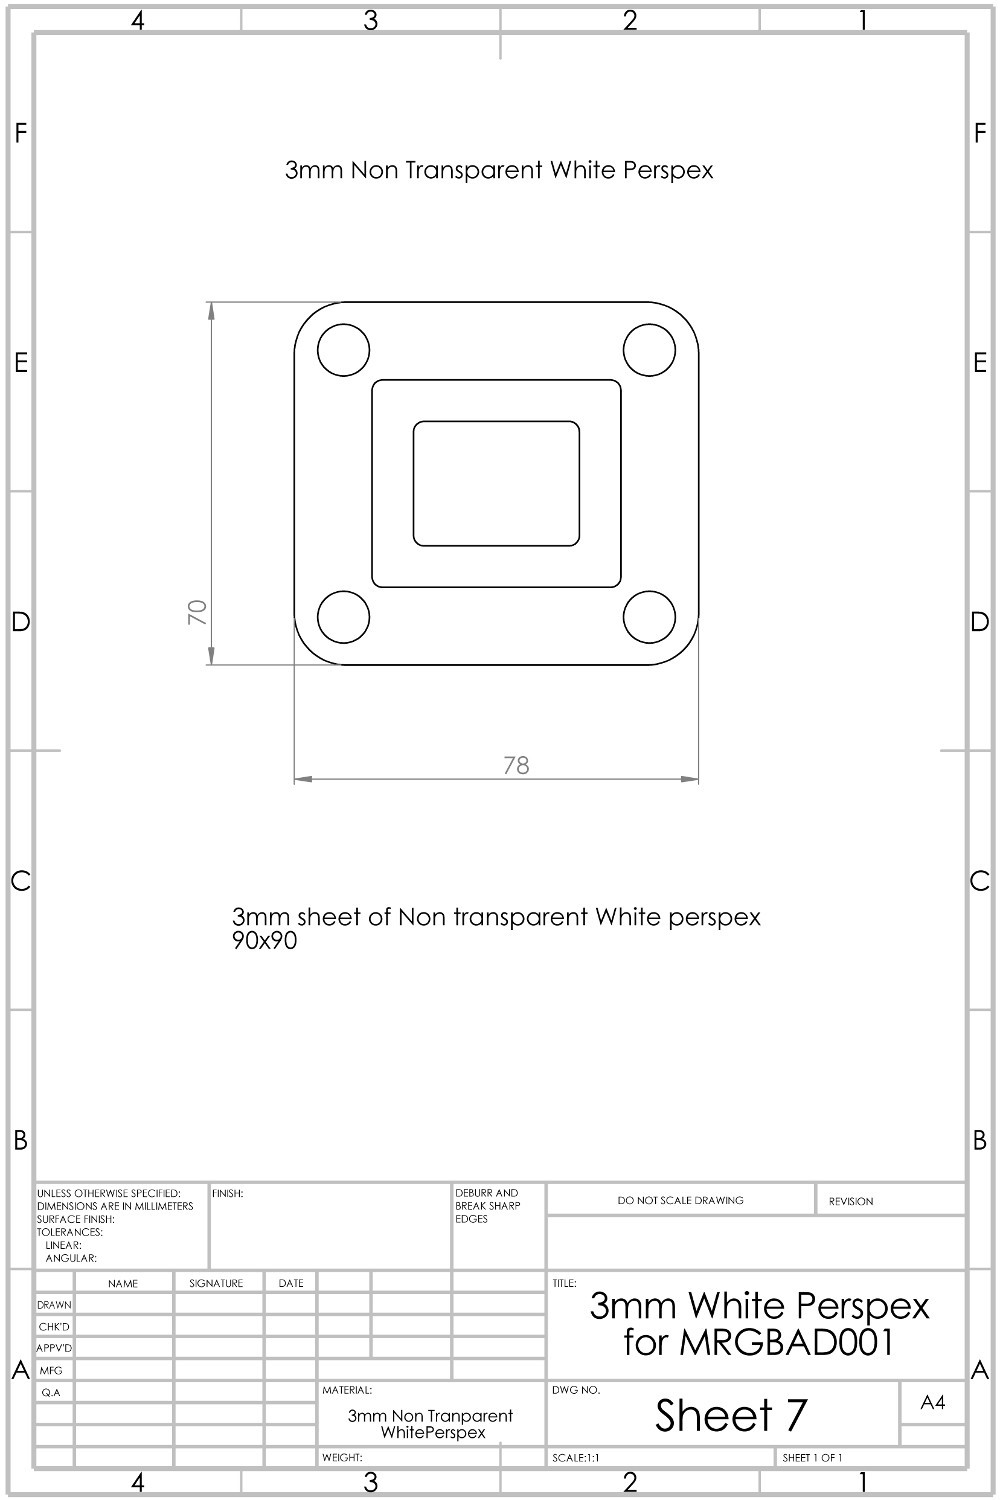 4 3 2 1
F F
3mm Non Transparent White Perspex
E E
70
D D
78
C C
3mm sheet of Non transparent White perspex
90x90
B B
UNLESS OTHERWISE SPECIFIED:
DIMENSIONS ARE IN MILLIMETERS
SURFACE FINISH:
TOLERANCES:
LINEAR:
ANGULAR:
FINISH:
DEBURR AND
BREAK SHARP
EDGES
DO NOT SCALE DRAWING
REVISION
NAME SIGNATURE DATE
DRAWN
CHK'D
APPV'D
MFG
Q.A
A A
TITLE:
3mm White Perspex
for MRGBAD001
MATERIAL:
3mm Non Tranparent
WhitePerspex
DWG NO.
Sheet 7
A4
WEIGHT:
SCALE:1:1
SHEET 1 OF 1
4 3 2 1